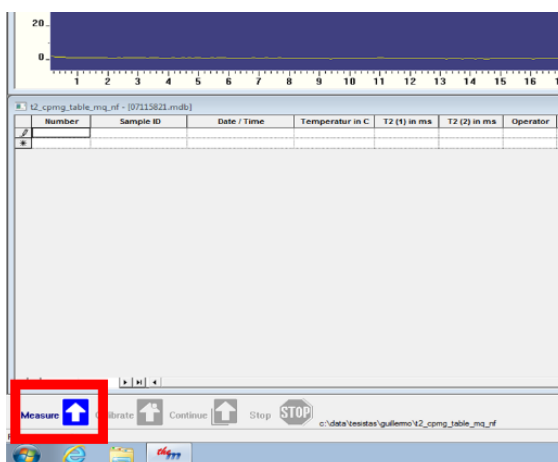 20
0
1 2 3 4 5 6 7 8 9 10 11 12 13 14 15 16
t2_cpmg_table_mq_nf - [07115821.mdb]
Number Sample ID Date / Time Temperatur in C T2 (1) in ms T2 (2) in ms Operator
Measure Calibrate Continue Stop STOP c:\data\tesistas\guillermo\t2_cpmg_table_mq_nf